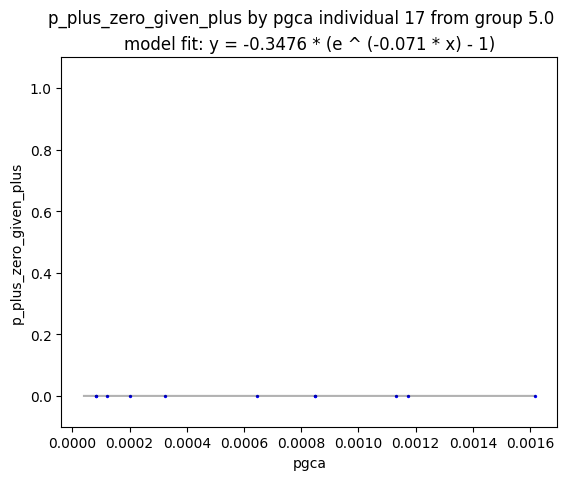 p_plus_zero_given_plus by pgca individual 17 from group 5.0
model fit: y = -0.3476 * (e ^ (-0.071 * x) - 1)
1.0
0.8
0.6
0.4
0.2
0.0
p_plus_zero_given_plus
0.0000 0.0002 0.0004 0.0006 0.0008 0.0010 0.0012 0.0014 0.0016
pgca